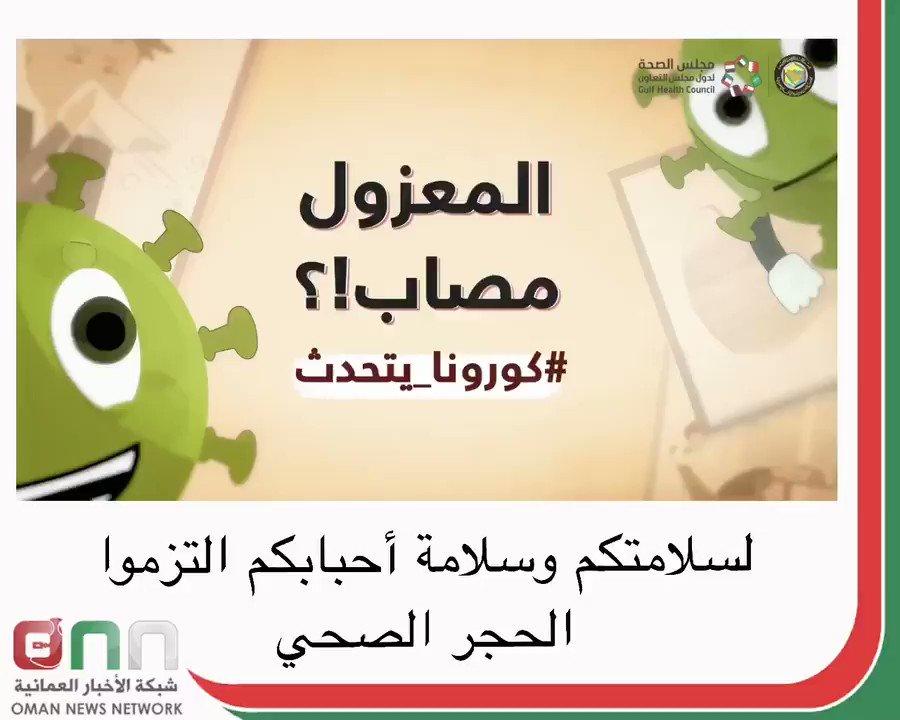 مجلس الصحة
لدول مجلس التعاون
Gulf Health Council
المعزول
مصاب!؟
#كورونا_يتحدث
لسلامتكم وسلامة أحبابكم التزموا
الحجر الصحي
onn
شبكة الأخبار العمانية
OMAN NEWS NETWORK